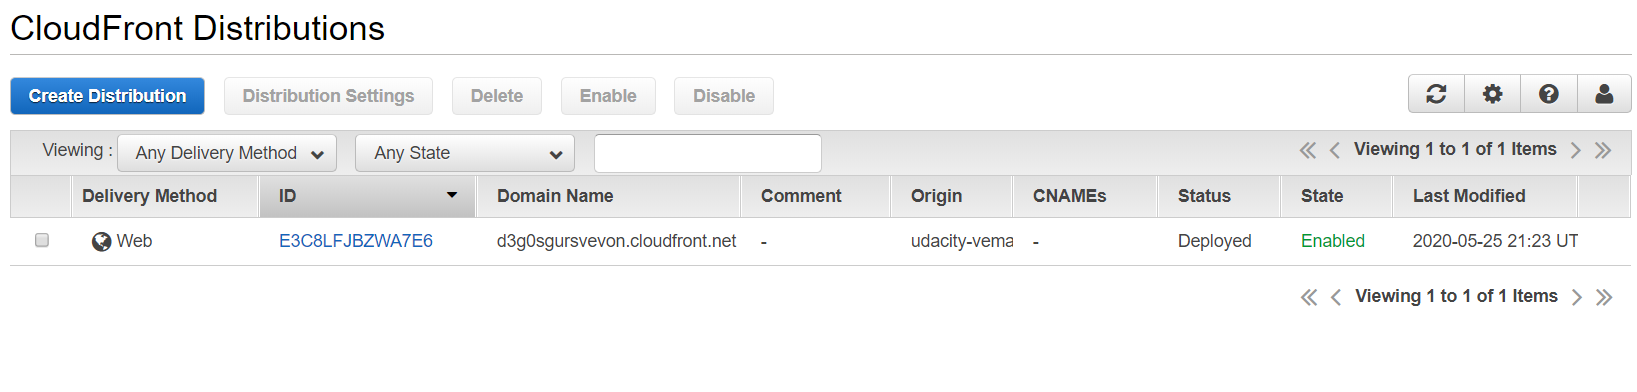 CloudFront Distributions
Create Distribution Distribution Settings Delete Enable Disable
Viewing : Any Delivery Method Any State Viewing 1 to 1 of 1 Items
Delivery Method ID Domain Name Comment Origin CNAMEs Status State Last Modified
Web E3C8LFJBZWA7E6 d3g0sgursvevon.cloudfront.net - udacity-vema - Deployed Enabled 2020-05-25 21:23 UT
Viewing 1 to 1 of 1 Items